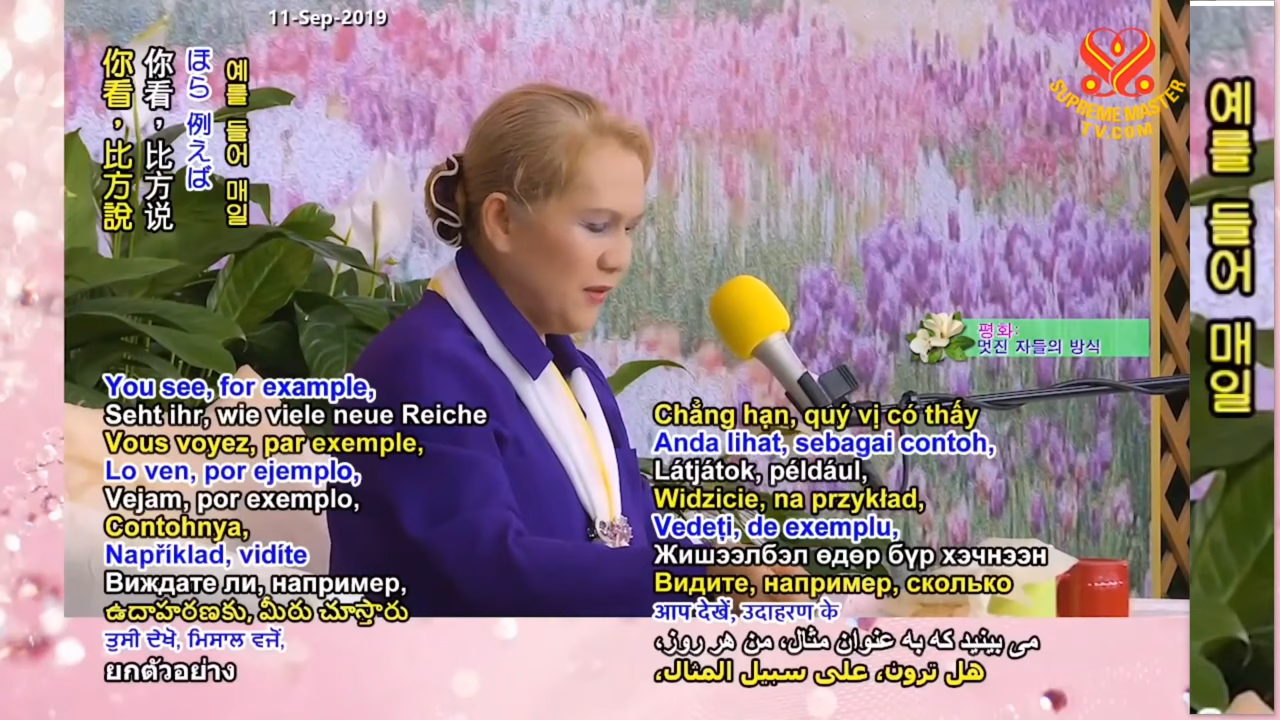 11-Sep-2019
예를 들어 매일
ほら 例えば
你看，比方说
你看，比方說
SUPREME MASTER
TV.COM
예를 들어 매일
평화:
멋진 자들의 방식
You see, for example,
Seht ihr, wie viele neue Reiche
Vous voyez, par exemple,
Lo ven, por ejemplo,
Vejam, por exemplo,
Contohnya,
Například, vidíte
Виждате ли, например,
ఉదాహరణకు, మీరు చూస్తారు
ਤੁਸੀ ਦੇਖੋ, ਮਿਸਾਲ ਵਜੋਂ,
ยกตัวอย่าง
Chẳng hạn, quý vị có thấy
Anda lihat, sebagai contoh,
Látjátok, például,
Widzicie, na przykład,
Vedeți, de exemplu,
Жишээлбэл өдөр бүр хэчнээн
Видите, например, сколько
आप देखें, उदाहरण के
می بینید که به عنوان مثال، من هر روز،
هل ترون، على سبيل المثال،